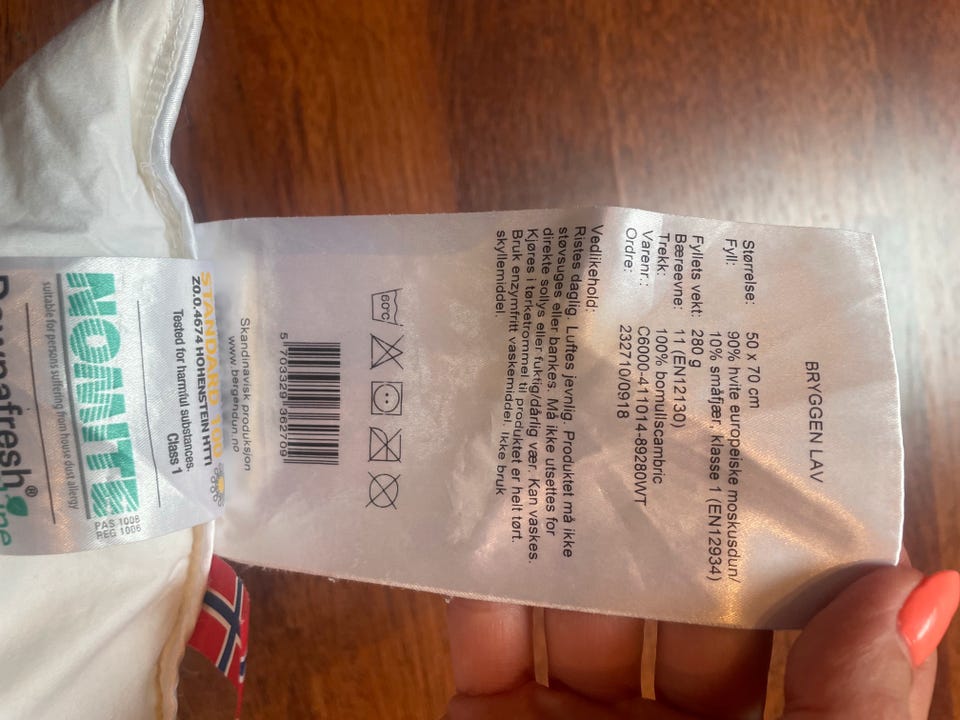 BRYGGEN LAV
Størrelse: 50 x 70 cm
Fyll: 90% hvite europeiske moskusdun/
10% småfjær, klasse 1 (EN12934)
Fyllets vekt: 280 g
Bæreevne: 11 (EN12130)
Trekk: 100% bomullscambric
Varenr.: C6000-4111014-89280WT
Ordre: 232710/0918
Vedlikehold:
Ristes daglig. Luftes jevnlig. Produktet må ikke
støvsuges eller bankes. Må ikke utsettes for
direkte sollys eller fuktig/dårlig vær. Kan vaskes.
Kjøres i tørketrommel til produktet er helt tørt.
Bruk enzymfritt vaskemiddel. Ikke bruk
skyllemiddel.
60°C
5 703329 362709
Skandinavisk produksjon
www.bergendun.no
STANDARD 100
Z0.0.4674 HOHENSTEIN HTTI
Tested for harmful substances.
Class 1
NOMITE
PAS 1008
REG 1006
suitable for persons suffering from house dust allergy
Downafresh®